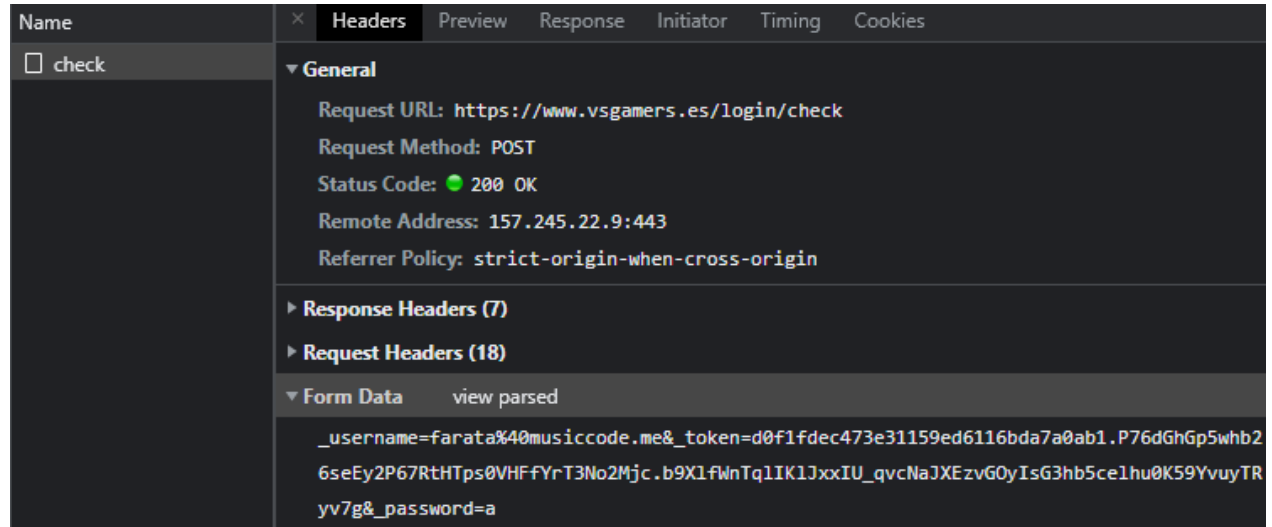 Name
× Headers Preview Response Initiator Timing Cookies
check
▼ General
Request URL: https://www.vsgamers.es/login/check
Request Method: POST
Status Code: 200 OK
Remote Address: 157.245.22.9:443
Referrer Policy: strict-origin-when-cross-origin
▶ Response Headers (7)
▶ Request Headers (18)
▼ Form Data view parsed
_username=farata%40musiccode.me&_token=d0f1fdec473e31159ed6116bda7a0ab1.P76dGhGp5whb2
6seEy2P67RtHTps0VHFfYrT3No2Mjc.b9XlfWnTqlIKlJxxIU_qvcNaJXEzvGOyIsG3hb5celhu0K59YvuyTR
yv7g&_password=a